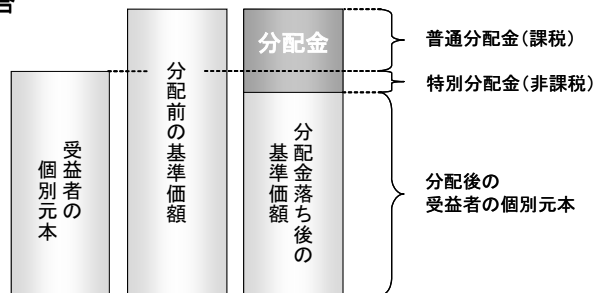 分配金
普通分配金(課税)
特別分配金(非課税)
受益者の
個別元本
分配前の基準価額
分配金落ち後の
基準価額
分配後の
受益者の個別元本